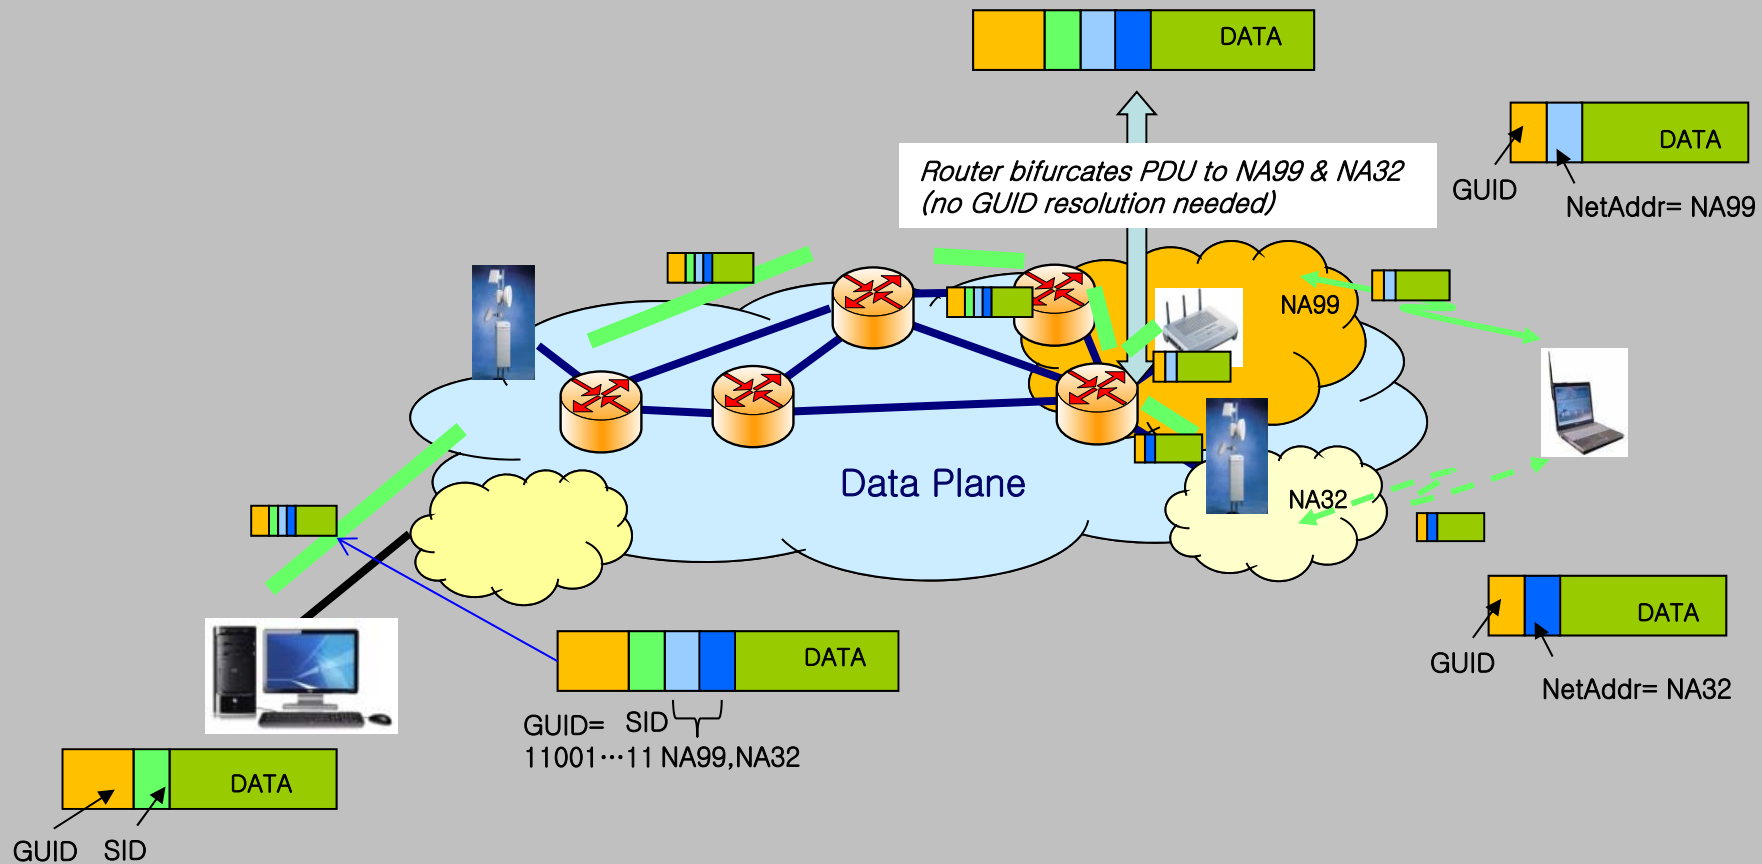 DATA
DATA
GUID
NetAddr= NA99
Router bifurcates PDU to NA99 & NA32
(no GUID resolution needed)
NA99
Data Plane
NA32
DATA
GUID
NetAddr= NA32
DATA
GUID= SID
11001…11 NA99,NA32
DATA
GUID SID